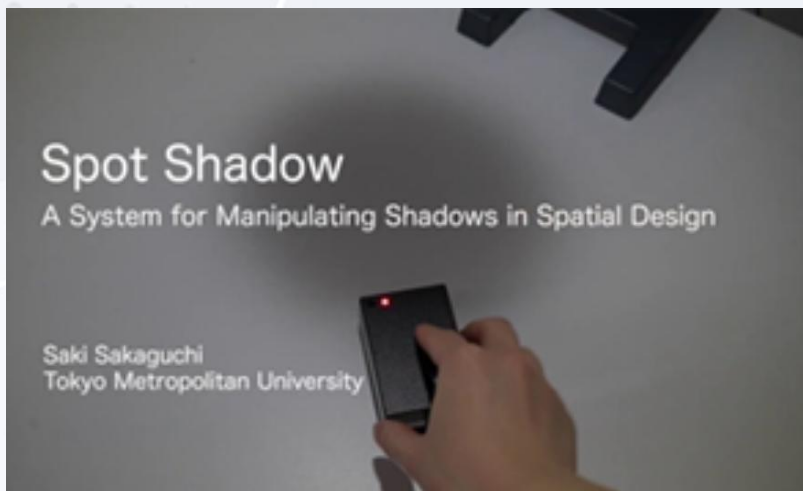 Spot Shadow
A System for Manipulating Shadows in Spatial Design
Saki Sakaguchi
Tokyo Metropolitan University